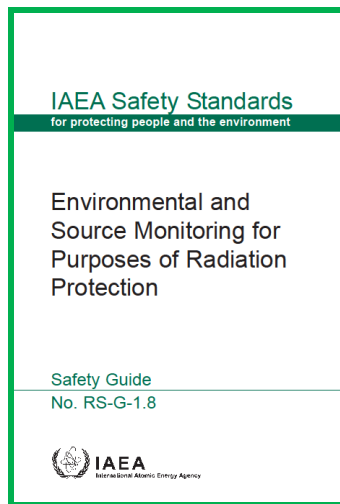 IAEA Safety Standards
for protecting people and the environment
Environmental and
Source Monitoring for
Purposes of Radiation
Protection
Safety Guide
No. RS-G-1.8
IAEA
International Atomic Energy Agency